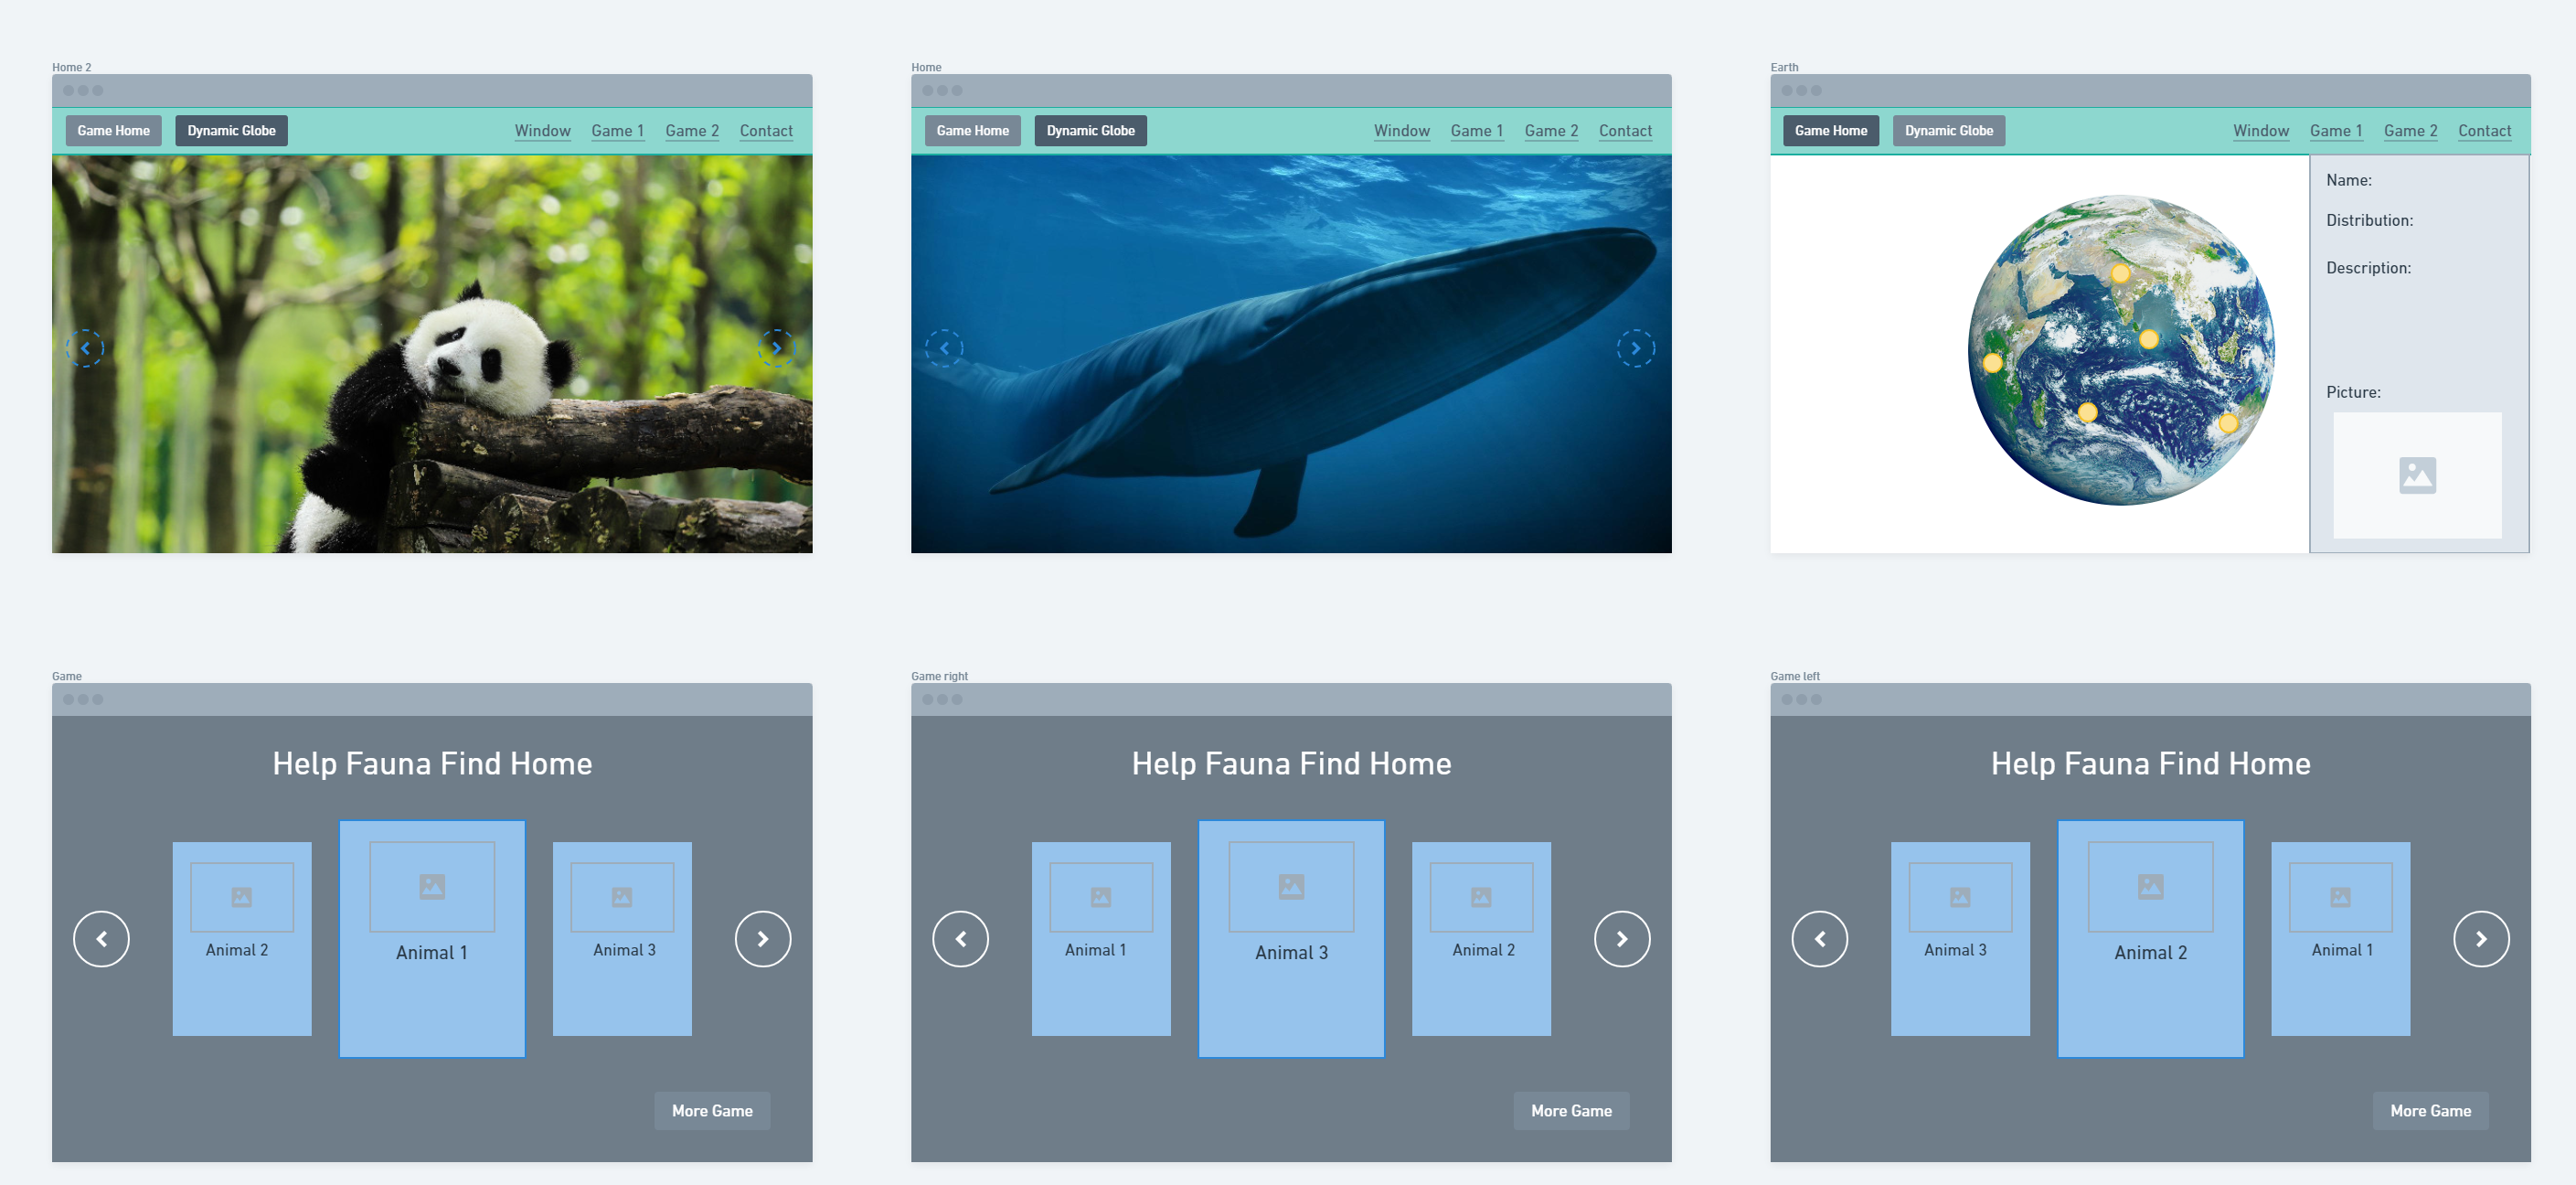 Home 2
Game Home Dynamic Globe Window Game 1 Game 2 Contact
Home
Game Home Dynamic Globe Window Game 1 Game 2 Contact
Earth
Game Home Dynamic Globe Window Game 1 Game 2 Contact
Name:
Distribution:
Description:
Picture:
Game
Help Fauna Find Home
Animal 2 Animal 1 Animal 3
More Game
Game right
Help Fauna Find Home
Animal 1 Animal 3 Animal 2
More Game
Game left
Help Fauna Find Home
Animal 3 Animal 2 Animal 1
More Game